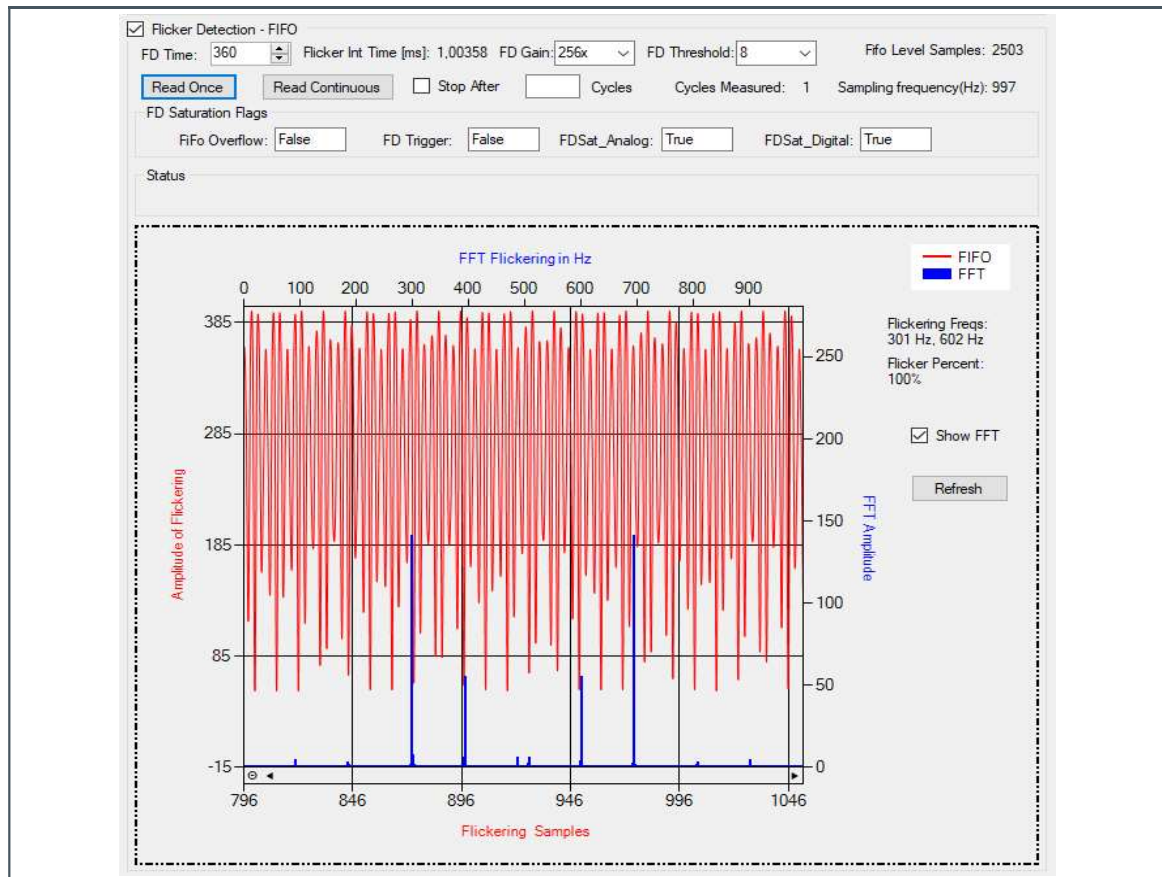 Flicker Detection - FIFO
FD Time: 360 Flicker Int Time [ms]: 1,00358 FD Gain: 256x FD Threshold: 8 Fifo Level Samples: 2503
Read Once Read Continuous Stop After Cycles Cycles Measured: 1 Sampling frequency(Hz): 997
FD Saturation Flags
FiFo Overflow: False FD Trigger: False FDSat_Analog: True FDSat_Digital: True
Status
FFT Flickering in Hz
0 100 200 300 400 500 600 700 800 900
FIFO
FFT
Flickering Freqs:
301 Hz, 602 Hz
Flicker Percent:
100%
Show FFT
Refresh
Amplitude of Flickering
385
285
185
85
-15
250
200
150
100
50
0
FFT Amplitude
796 846 896 946 996 1046
Flickering Samples